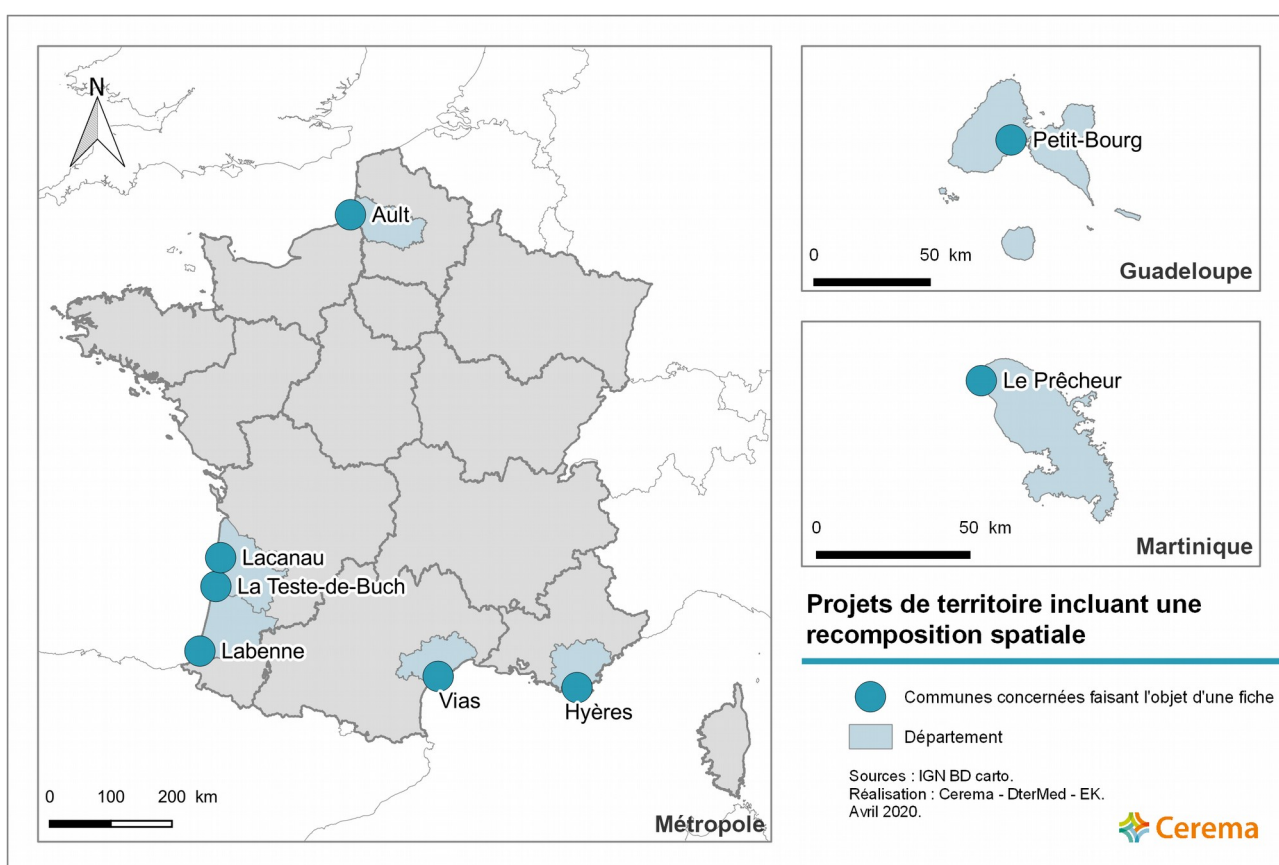 N
Ault
Lacanau
La Teste-de-Buch
Labenne
Vias
Hyères
0 100 200 km
Métropole
Petit-Bourg
0 50 km
Guadeloupe
Le Prêcheur
0 50 km
Martinique
Projets de territoire incluant une
recomposition spatiale
Communes concernées faisant l'objet d'une fiche
Département
Sources : IGN BD carto.
Réalisation : Cerema - DterMed - EK.
Avril 2020.
Cerema